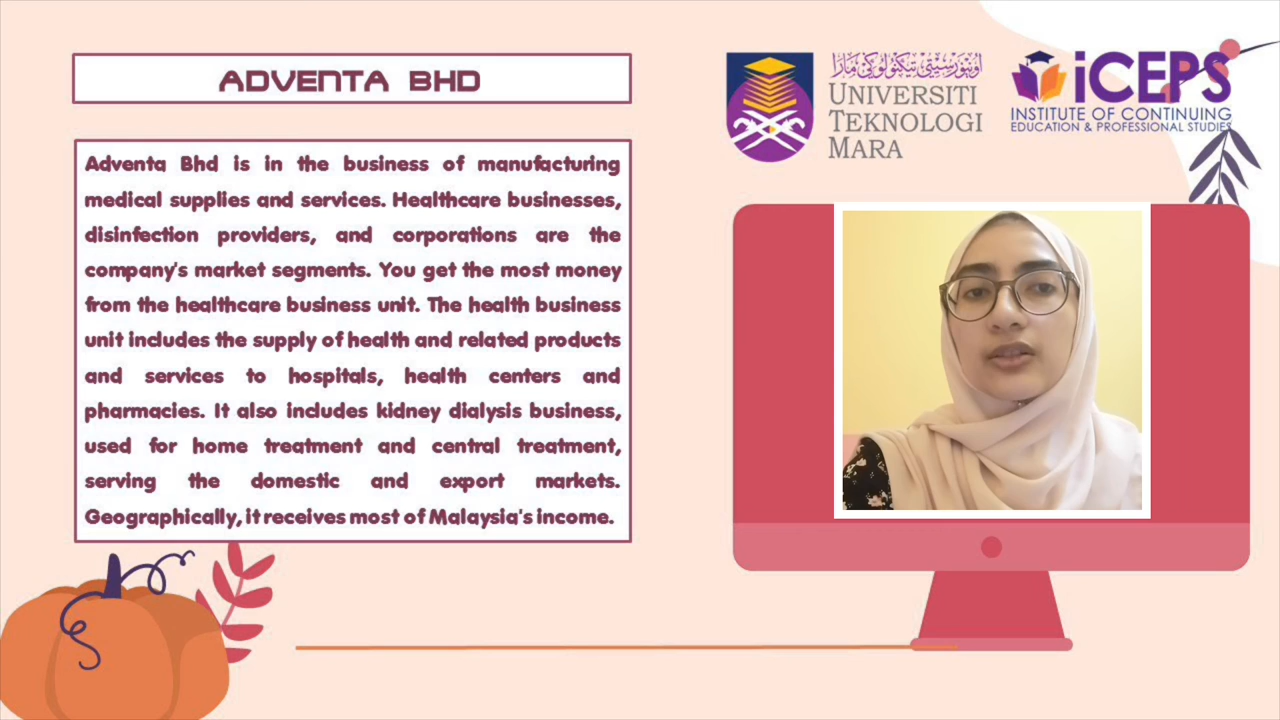 ADVENTA BHD
Adventa Bhd is in the business of manufacturing
medical supplies and services. Healthcare businesses,
disinfection providers, and corporations are the
company's market segments. You get the most money
from the healthcare business unit. The health business
unit includes the supply of health and related products
and services to hospitals, health centers and
pharmacies. It also includes kidney dialysis business,
used for home treatment and central treatment,
serving the domestic and export markets.
Geographically, it receives most of Malaysia's income.
اونيۏرسيتي تيكنولوڬي مارا
UNIVERSITI
TEKNOLOGI
MARA
iCEPS
INSTITUTE OF CONTINUING
EDUCATION & PROFESSIONAL STUDIES